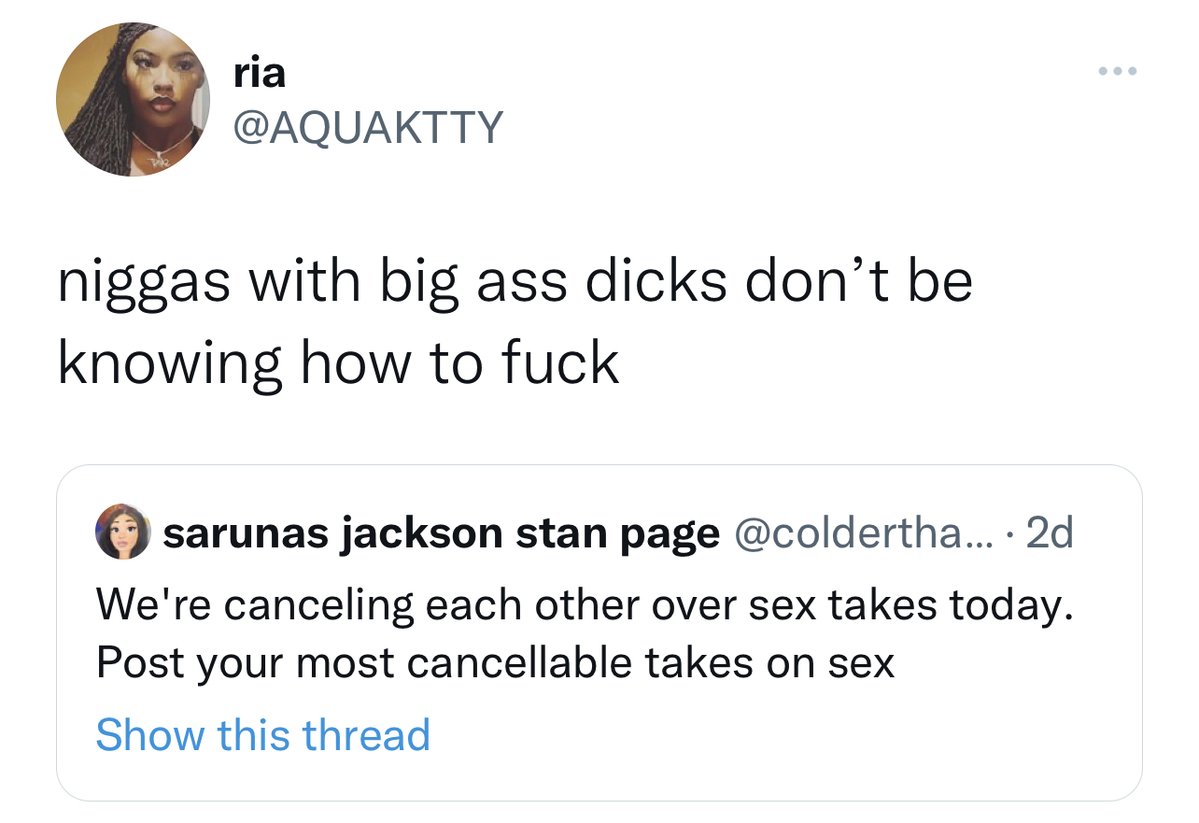 ria
@AQUAKTTY
niggas with big ass dicks don’t be
knowing how to fuck
sarunas jackson stan page @coldertha... · 2d
We're canceling each other over sex takes today.
Post your most cancellable takes on sex
Show this thread